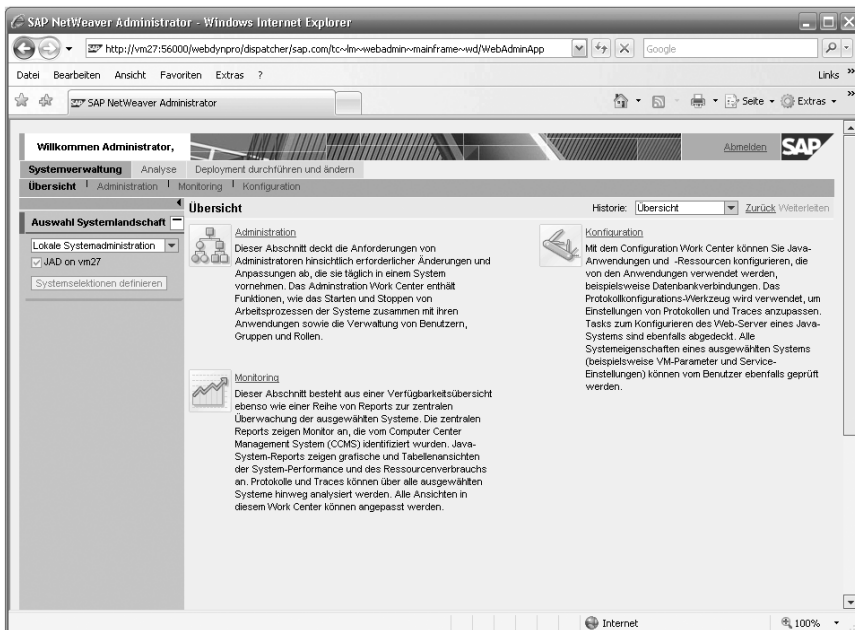 SAP NetWeaver Administrator - Windows Internet Explorer
http://vm27:56000/webdynpro/dispatcher/sap.com/tc~lm~webadmin~mainframe~wd/WebAdminApp
Google
Datei Bearbeiten Ansicht Favoriten Extras ?
Links »
SAP NetWeaver Administrator
Seite Extras »
Willkommen Administrator,
Abmelden SAP
Systemverwaltung Analyse Deployment durchführen und ändern
Übersicht Administration Monitoring Konfiguration
Auswahl Systemlandschaft
Lokale Systemadministration
JAD on vm27
Systemselektionen definieren
Übersicht
Historie: Übersicht Zurück Weiterleiten
Administration
Dieser Abschnitt deckt die Anforderungen von
Administratoren hinsichtlich erforderlicher Änderungen und
Anpassungen ab, die sie täglich in einem System
vornehmen. Das Adminstration Work Center enthält
Funktionen, wie das Starten und Stoppen von
Arbeitsprozessen der Systeme zusammen mit ihren
Anwendungen sowie die Verwaltung von Benutzern,
Gruppen und Rollen.
Monitoring
Dieser Abschnitt besteht aus einer Verfügbarkeitsübersicht
ebenso wie einer Reihe von Reports zur zentralen
Überwachung der ausgewählten Systeme. Die zentralen
Reports zeigen Monitor an, die vom Computer Center
Management System (CCMS) identifiziert wurden. Java-
System-Reports zeigen grafische und Tabellenansichten
der System-Performance und des Ressourcenverbrauchs
an. Protokolle und Traces können über alle ausgewählten
Systeme hinweg analysiert werden. Alle Ansichten in
diesem Work Center können angepasst werden.
Konfiguration
Mit dem Configuration Work Center können Sie Java-
Anwendungen und -Ressourcen konfigurieren, die
von den Anwendungen verwendet werden,
beispielsweise Datenbankverbindungen. Das
Protokollkonfigurations-Werkzeug wird verwendet, um
Einstellungen von Protokollen und Traces anzupassen.
Tasks zum Konfigurieren des Web-Server eines Java-
Systems sind ebenfalls abgedeckt. Alle
Systemeigenschaften eines ausgewählten Systems
(beispielsweise VM-Parameter und Service-
Einstellungen) können vom Benutzer ebenfalls geprüft
werden.
Internet
100%